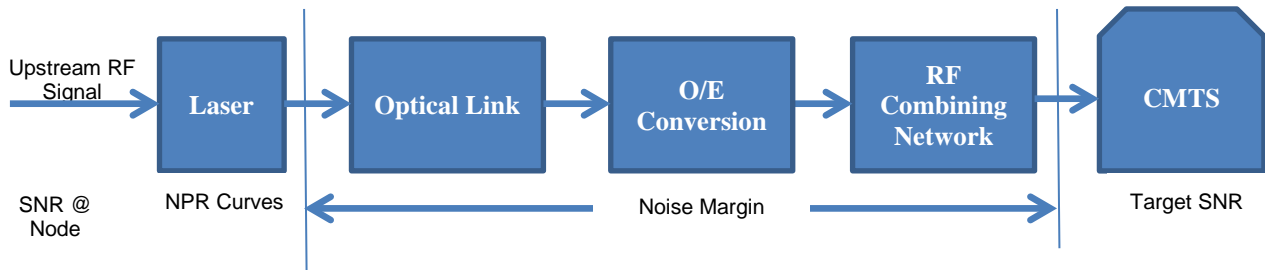 Upstream RF
Signal
Laser
Optical Link
O/E
Conversion
RF
Combining
Network
CMTS
SNR @
Node
NPR Curves
Noise Margin
Target SNR